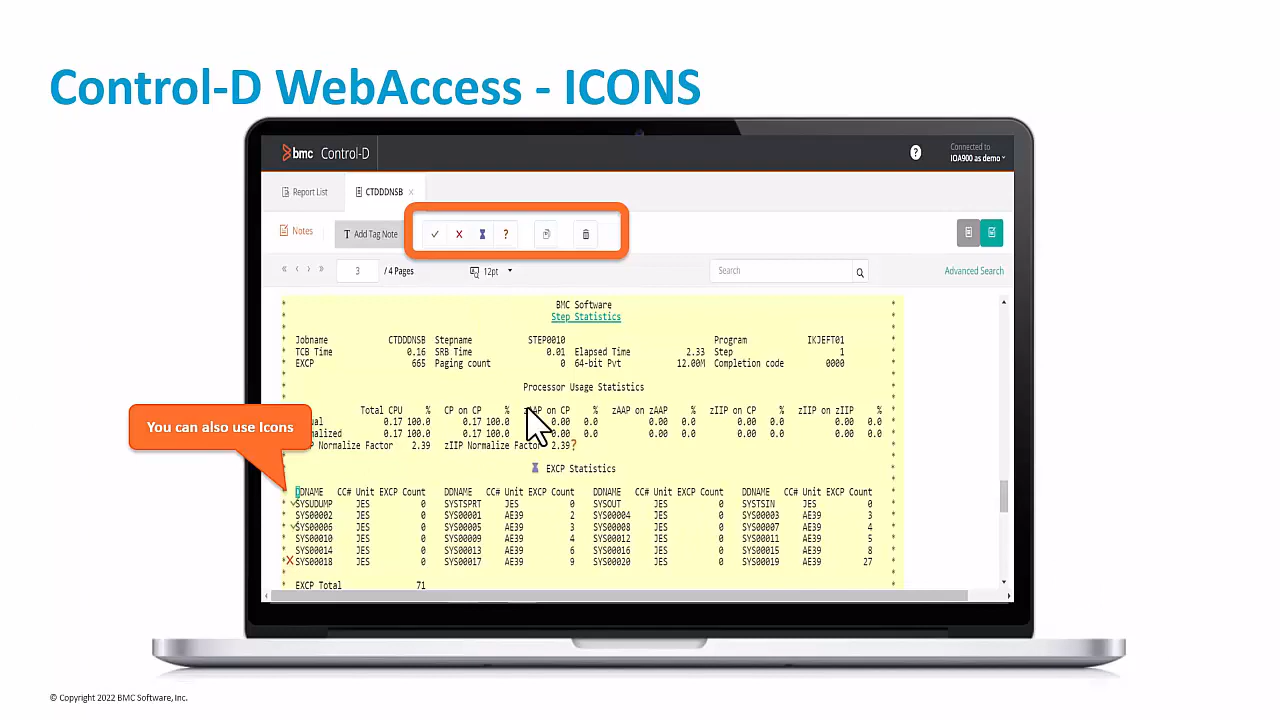 Control-D WebAccess - ICONS
bmc Control-D
?
Connected to
IOA900 as demo
Report List CTDDDNSB x
Notes T Add Tag Note ?
« ‹ › » 3 / 4 Pages 12pt Search Advanced Search
* BMC Software *
* Step Statistics *
* Jobname CTDDDNSB Stepname STEP0010 Program IKJEFT01 *
* TCB Time 0.16 SRB Time 0.01 Elapsed Time 2.33 Step 1 *
* EXCP 665 Paging count 0 64-bit Pvt 12.00M Completion code 0000 *
* Processor Usage Statistics *
Total CPU % CP on CP % zAAP on CP % zAAP on zAAP % zIIP on CP % zIIP on zIIP % *
0.17 100.0 0.17 100.0 0.00 0.0 0.00 0.0 0.00 0.0 0.00 0.0 *
0.17 100.0 0.17 100.0 0.00 0.0 0.00 0.0 0.00 0.0 0.00 0.0 *
Normalize Factor 2.39 zIIP Normalize Factor 2.39? *
You can also use Icons
EXCP Statistics *
DDNAME CC# Unit EXCP Count DDNAME CC# Unit EXCP Count DDNAME CC# Unit EXCP Count DDNAME CC# Unit EXCP Count *
SYSUDUMP JES 0 SYSTSPRT JES 0 SYSOUT JES 0 SYSTSIN JES 0 *
* SYS00002 JES 0 SYS00001 AE39 2 SYS00004 JES 0 SYS00003 AE39 3 *
SYS00006 JES 0 SYS00005 AE39 3 SYS00008 JES 0 SYS00007 AE39 4 *
* SYS00010 JES 0 SYS00009 AE39 4 SYS00012 JES 0 SYS00011 AE39 5 *
* SYS00014 JES 0 SYS00013 AE39 6 SYS00016 JES 0 SYS00015 AE39 8 *
* SYS00018 JES 0 SYS00017 AE39 9 SYS00020 JES 0 SYS00019 AE39 27 *
* EXCP Total 71 *
© Copyright 2022 BMC Software, Inc.